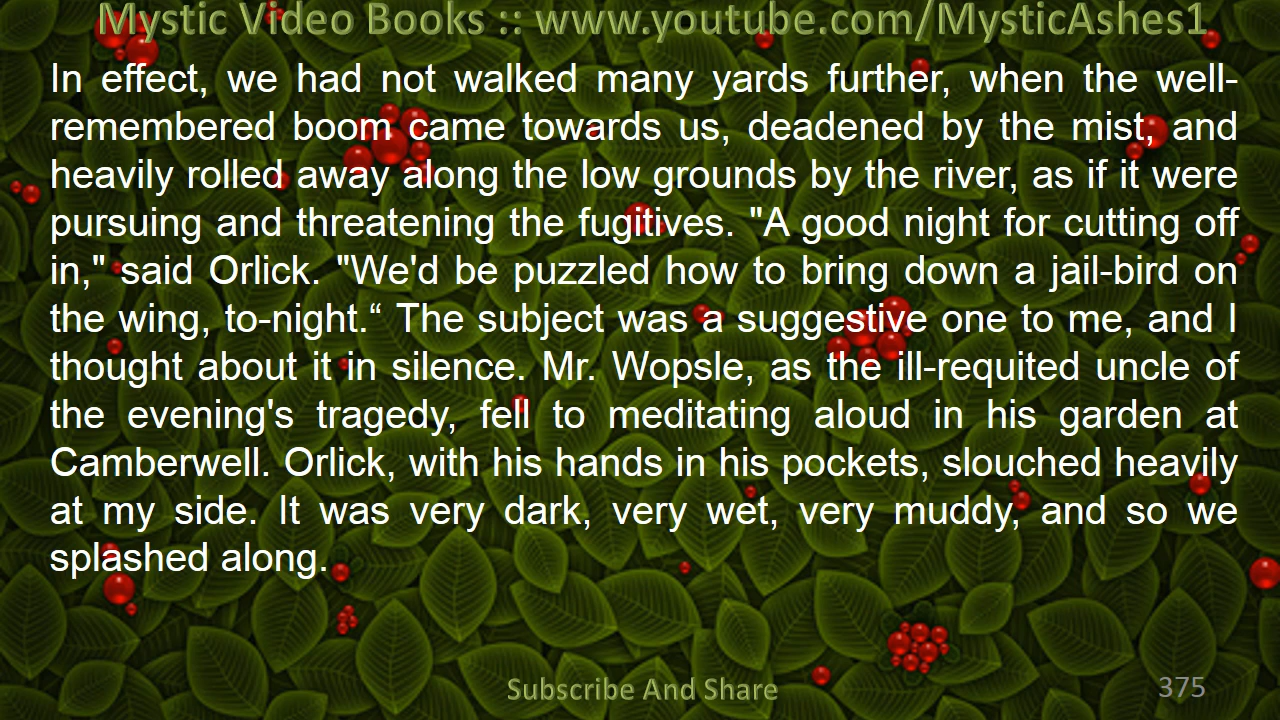 Mystic Video Books :: www.youtube.com/MysticAshes1
In effect, we had not walked many yards further, when the well-
remembered boom came towards us, deadened by the mist, and
heavily rolled away along the low grounds by the river, as if it were
pursuing and threatening the fugitives. "A good night for cutting off
in," said Orlick. "We'd be puzzled how to bring down a jail-bird on
the wing, to-night.“ The subject was a suggestive one to me, and I
thought about it in silence. Mr. Wopsle, as the ill-requited uncle of
the evening's tragedy, fell to meditating aloud in his garden at
Camberwell. Orlick, with his hands in his pockets, slouched heavily
at my side. It was very dark, very wet, very muddy, and so we
splashed along.
Subscribe And Share
375